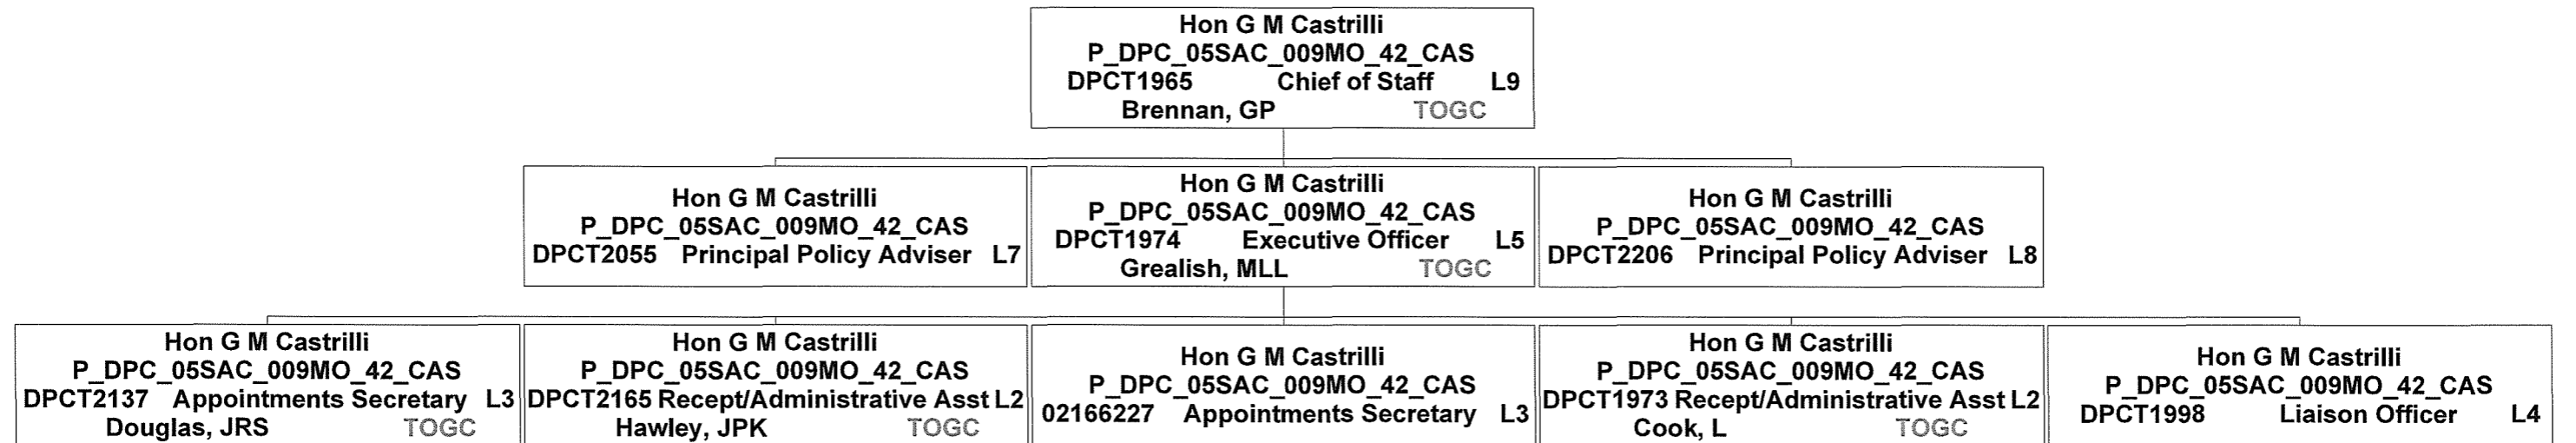 Hon G M Castrilli
P_DPC_05SAC_009MO_42_CAS
DPCT1965 Chief of Staff L9
Brennan, GP TOGC
Hon G M Castrilli
P_DPC_05SAC_009MO_42_CAS
DPCT2055 Principal Policy Adviser L7
Hon G M Castrilli
P_DPC_05SAC_009MO_42_CAS
DPCT1974 Executive Officer L5
Grealish, MLL TOGC
Hon G M Castrilli
P_DPC_05SAC_009MO_42_CAS
DPCT2206 Principal Policy Adviser L8
Hon G M Castrilli
P_DPC_05SAC_009MO_42_CAS
DPCT2137 Appointments Secretary L3
Douglas, JRS TOGC
Hon G M Castrilli
P_DPC_05SAC_009MO_42_CAS
DPCT2165 Recept/Administrative Asst L2
Hawley, JPK TOGC
Hon G M Castrilli
P_DPC_05SAC_009MO_42_CAS
02166227 Appointments Secretary L3
Hon G M Castrilli
P_DPC_05SAC_009MO_42_CAS
DPCT1973 Recept/Administrative Asst L2
Cook, L TOGC
Hon G M Castrilli
P_DPC_05SAC_009MO_42_CAS
DPCT1998 Liaison Officer L4